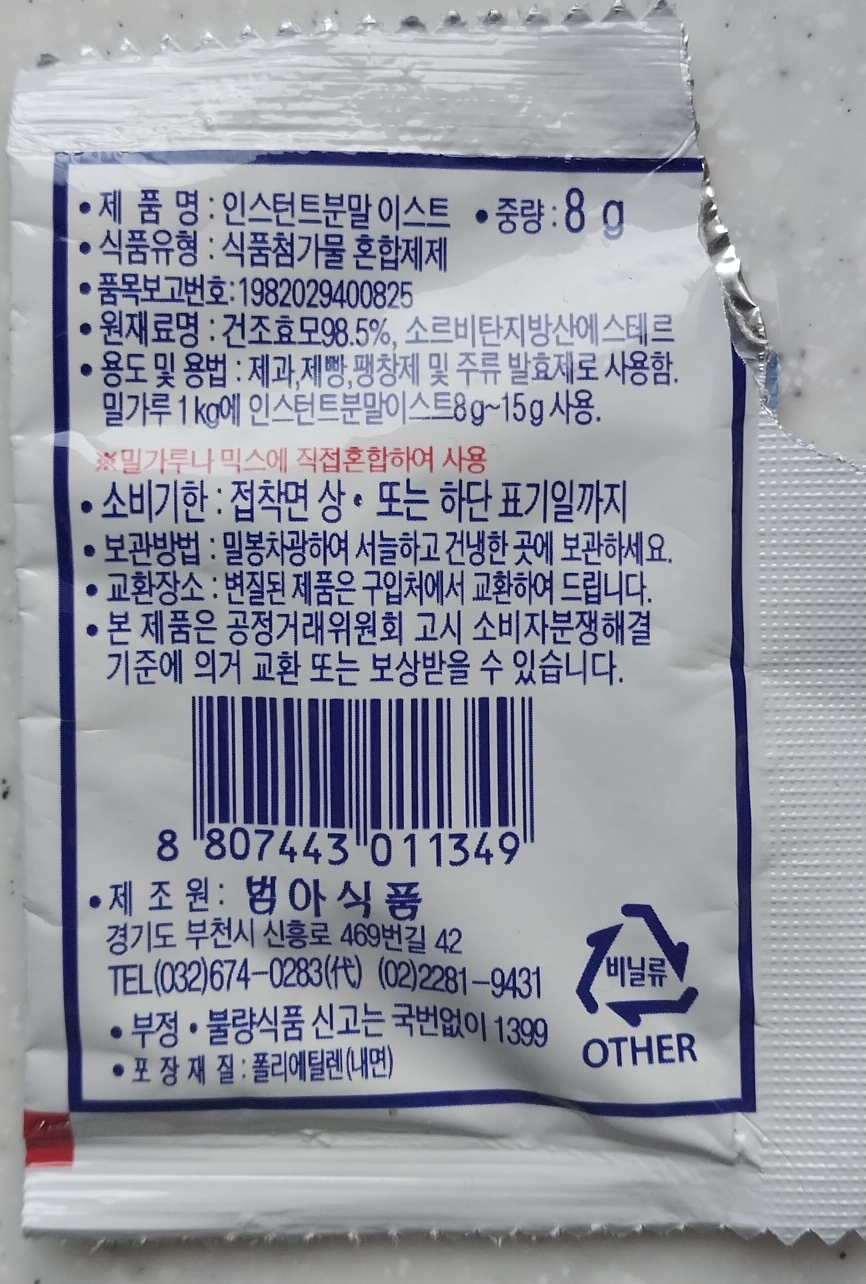 • 제 품 명 : 인스턴트분말 이스트 • 중량 : 8 g
• 식품유형 : 식품첨가물 혼합제제
• 품목보고번호 : 1982029400825
• 원재료명 : 건조효모98.5%, 소르비탄지방산에스테르
• 용도 및 용법 : 제과,제빵,팽창제 및 주류 발효제로 사용함.
밀가루 1kg에 인스턴트분말이스트8g~15g 사용.
※밀가루나 믹스에 직접혼합하여 사용
• 소비기한 : 접착면 상• 또는 하단 표기일까지
• 보관방법 : 밀봉차광하여 서늘하고 건냉한 곳에 보관하세요.
• 교환장소 : 변질된 제품은 구입처에서 교환하여 드립니다.
• 본 제품은 공정거래위원회 고시 소비자분쟁해결
기준에 의거 교환 또는 보상받을 수 있습니다.
8 807443 011349
• 제 조 원 : 범아식품
경기도 부천시 신흥로 469번길 42
TEL(032)674-0283(代) (02)2281-9431
• 부정 • 불량식품 신고는 국번없이 1399
• 포 장 재 질 : 폴리에틸렌(내면)
비닐류
OTHER